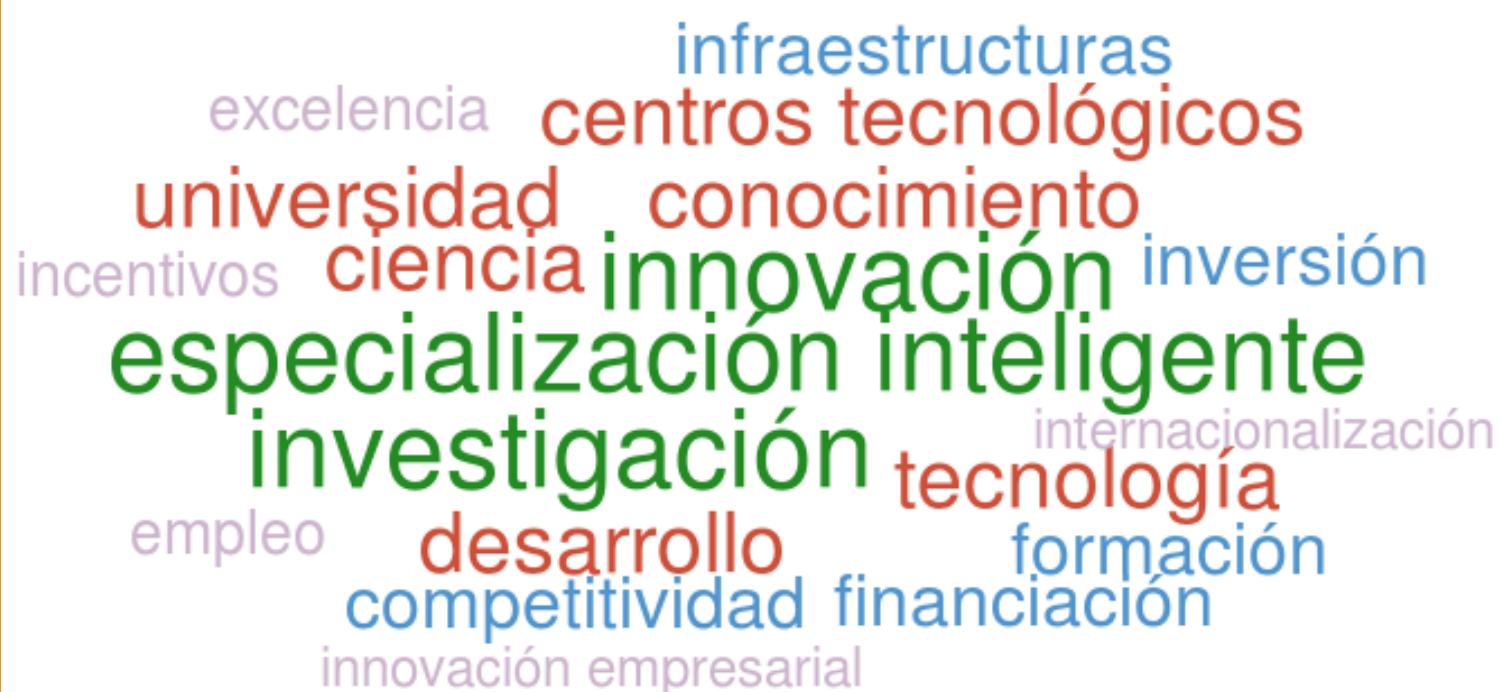 infraestructuras
excelencia centros tecnológicos
universidad conocimiento
incentivos ciencia innovación inversión
especialización inteligente
investigación internacionalización
tecnología
empleo desarrollo formación
competitividad financiación
innovación empresarial